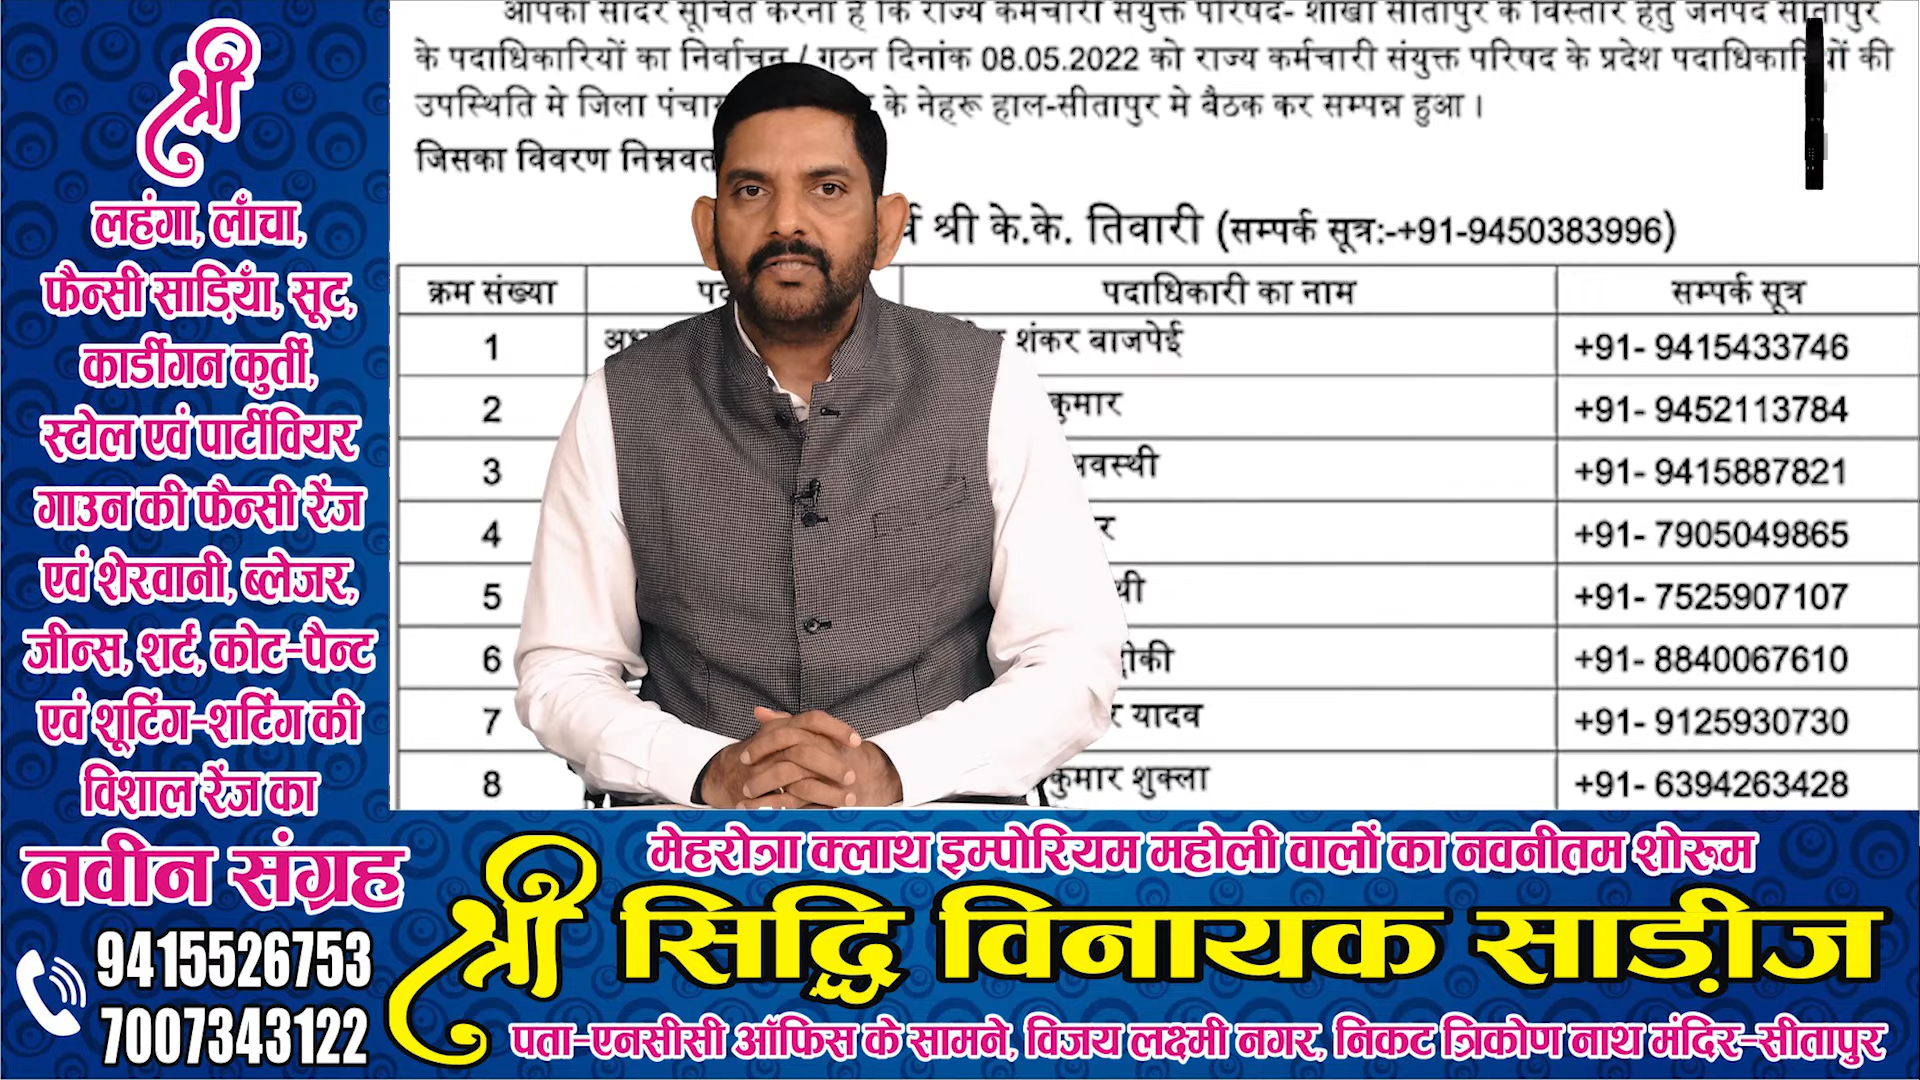 श्री
लहंगा, लाँचा,
फैन्सी साड़ियाँ, सूट,
कार्डीगन कुर्ती,
स्टोल एवं पार्टीवियर
गाउन की फैन्सी रेंज
एवं शेरवानी, ब्लेजर,
जीन्स, शर्ट, कोट-पैन्ट
एवं शूटिंग-शर्टिंग की
विशाल रेंज का
नवीन संग्रह
9415526753
7007343122
आपको सादर सूचित करना है कि राज्य कर्मचारी संयुक्त परिषद- शाखा सीतापुर के विस्तार हेतु जनपद सीतापुर
के पदाधिकारियों का निर्वाचन / गठन दिनांक 08.05.2022 को राज्य कर्मचारी संयुक्त परिषद के प्रदेश पदाधिकारियों की
उपस्थिति मे जिला के नेहरू हाल-सीतापुर मे बैठक कर सम्पन्न हुआ ।
जिसका विवरण
श्री के.के. तिवारी (सम्पर्क सूत्र:-+91-9450383996)
क्रम संख्या पदाधिकारी का नाम सम्पर्क सूत्र
1 शंकर बाजपेई +91- 9415433746
2 कुमार +91- 9452113784
3 अवस्थी +91- 9415887821
4 +91- 7905049865
5 +91- 7525907107
6 +91- 8840067610
7 यादव +91- 9125930730
8 कुमार शुक्ला +91- 6394263428
मेहरोत्रा क्लाथ इम्पोरियम महोली वालों का नवनीतम शोरूम
श्री सिद्धि विनायक साड़ीज
पता-एनसीसी ऑफिस के सामने, विजय लक्ष्मी नगर, निकट त्रिकोण नाथ मंदिर-सीतापुर